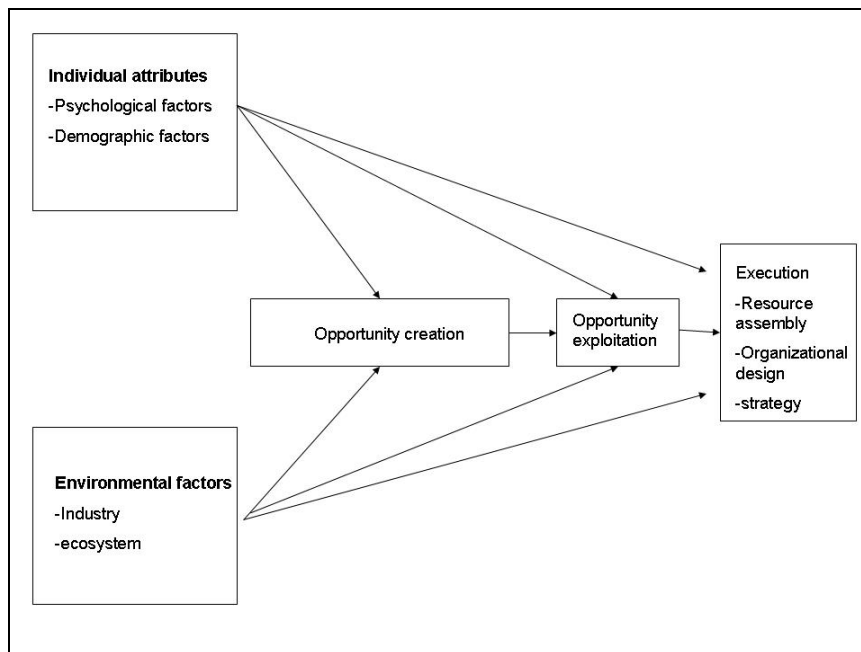 Individual attributes
-Psychological factors
-Demographic factors
Opportunity creation
Opportunity
exploitation
Execution
-Resource
assembly
-Organizational
design
-strategy
Environmental factors
-Industry
-ecosystem